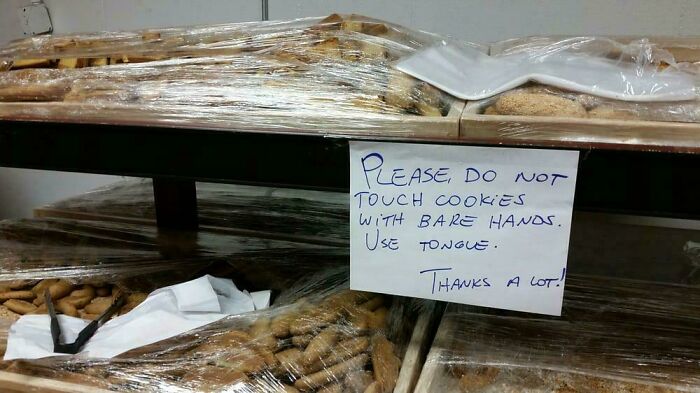 PLEASE, DO NOT
TOUCH COOKIES
WITH BARE HANDS.
USE TONGUE.
THANKS A LOT!